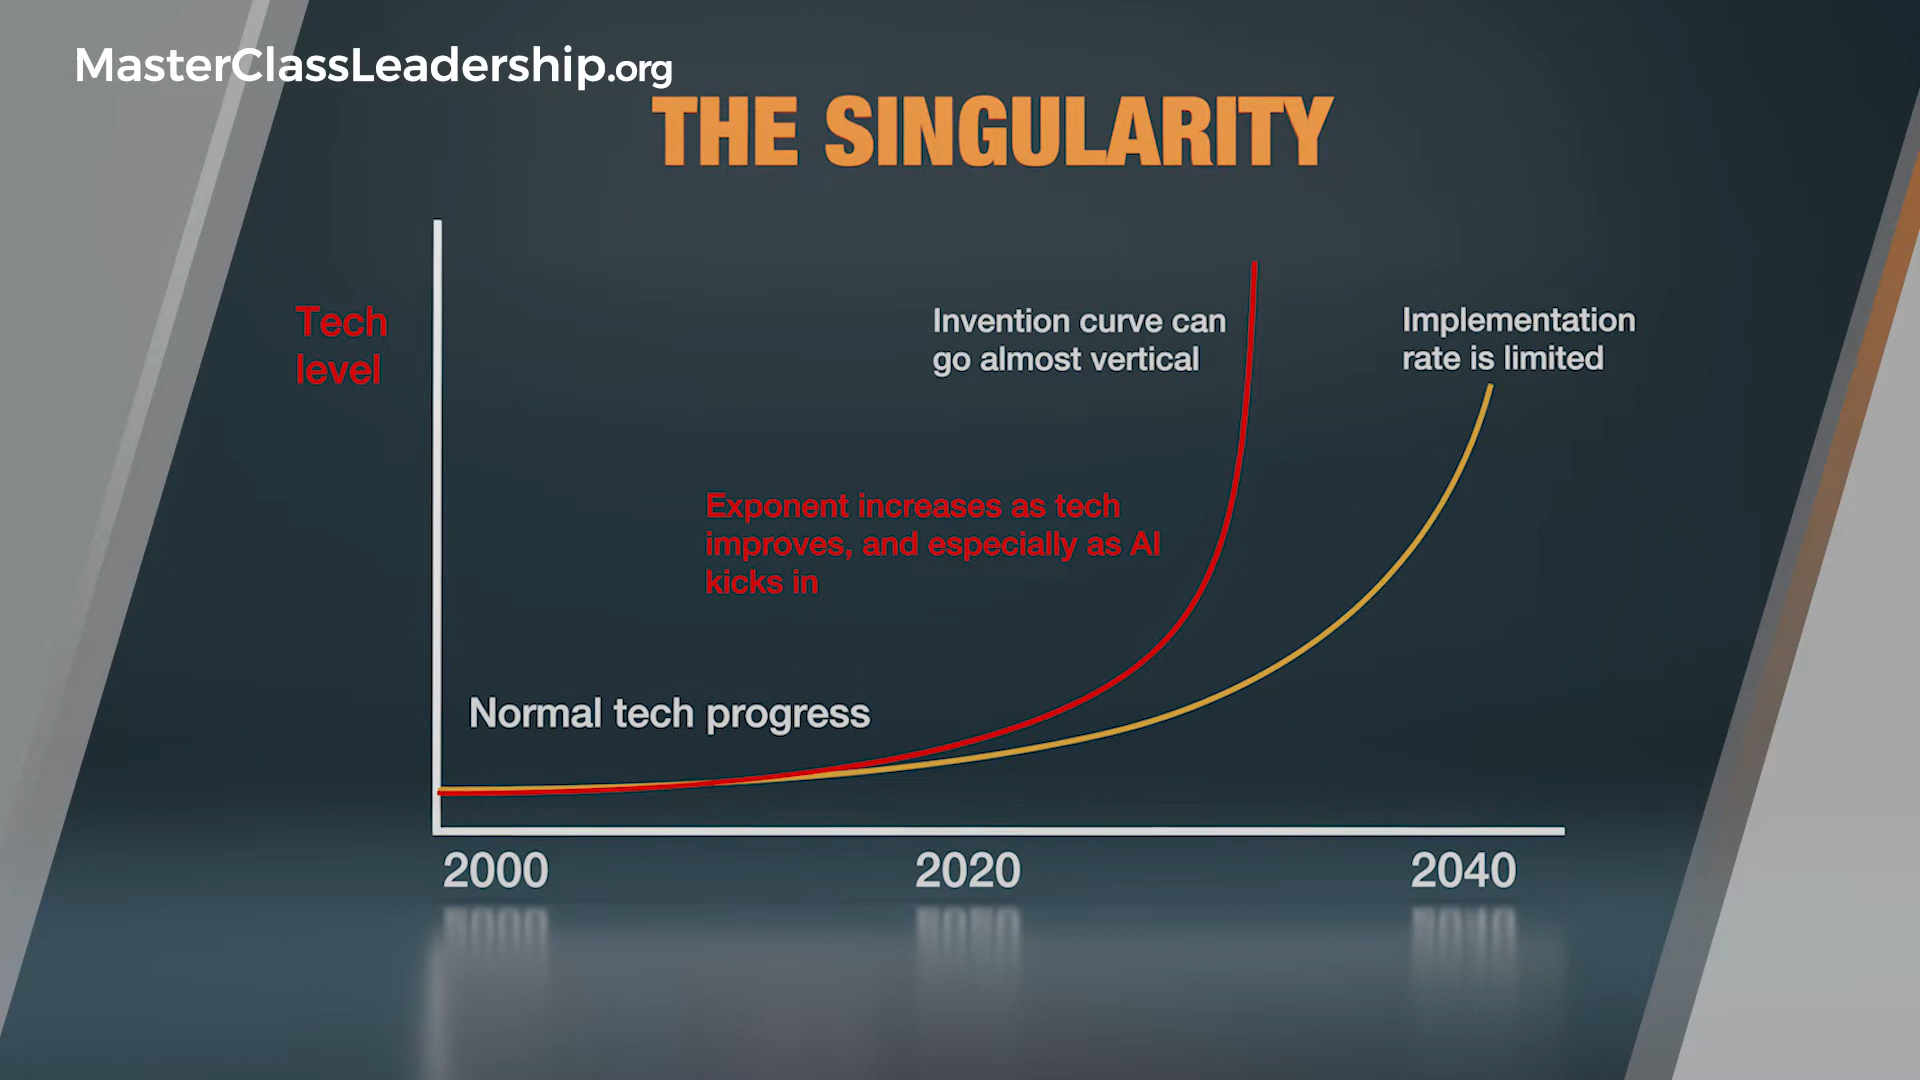 MasterClassLeadership.org
THE SINGULARITY
Tech
level
Invention curve can
go almost vertical
Implementation
rate is limited
Exponent increases as tech
improves, and especially as AI
kicks in
Normal tech progress
2000
2020
2040